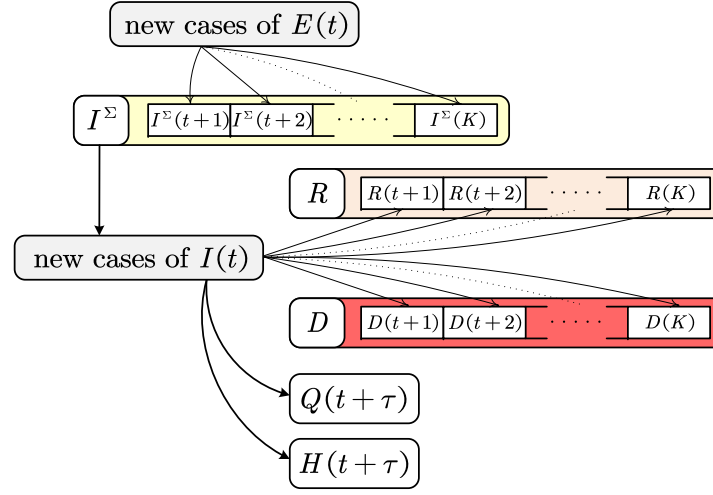 new cases of E(t)
I^Σ I^Σ(t+1) I^Σ(t+2) ····· I^Σ(K)
R R(t+1) R(t+2) ····· R(K)
new cases of I(t)
D D(t+1) D(t+2) ····· D(K)
Q(t+τ)
H(t+τ)